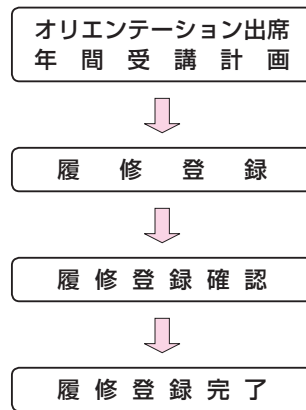 オリエンテーション出席
年間受講計画
履修登録
履修登録確認
履修登録完了